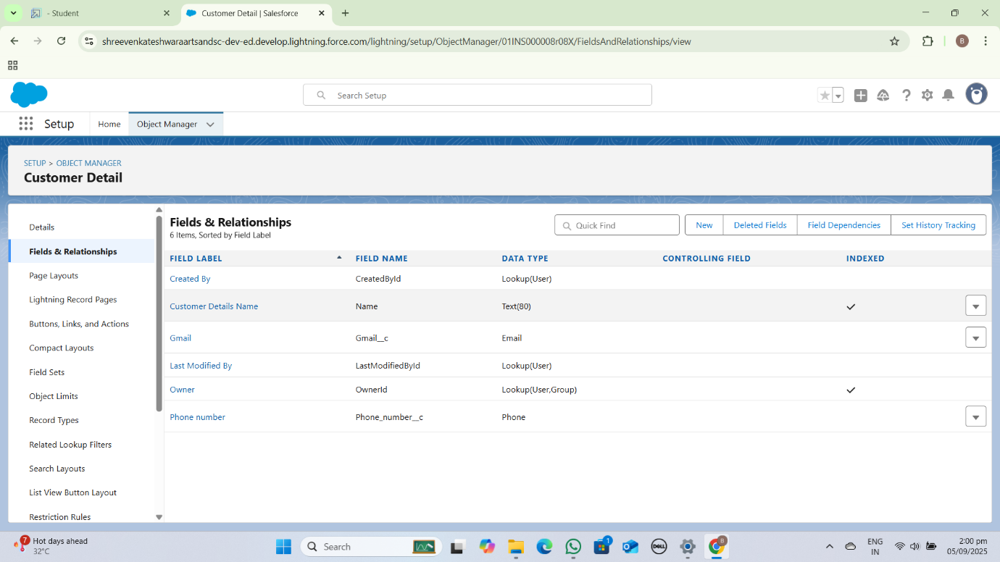 - Student
Customer Detail | Salesforce
shreevenkateshwaraartsandsc-dev-ed.develop.lightning.force.com/lightning/setup/ObjectManager/01INS000008r08X/FieldsAndRelationships/view
B
Search Setup
Setup
Home
Object Manager
SETUP > OBJECT MANAGER
Customer Detail
Details
Fields & Relationships
Page Layouts
Lightning Record Pages
Buttons, Links, and Actions
Compact Layouts
Field Sets
Object Limits
Record Types
Related Lookup Filters
Search Layouts
List View Button Layout
Restriction Rules
Fields & Relationships
6 Items, Sorted by Field Label
Quick Find
New
Deleted Fields
Field Dependencies
Set History Tracking
FIELD LABEL FIELD NAME DATA TYPE CONTROLLING FIELD INDEXED
Created By CreatedById Lookup(User)
Customer Details Name Name Text(80)
Gmail Gmail__c Email
Last Modified By LastModifiedById Lookup(User)
Owner OwnerId Lookup(User,Group)
Phone number Phone_number__c Phone
7
Hot days ahead
32°C
Search
1
DELL
B
ENG
IN
2:00 pm
05/09/2025